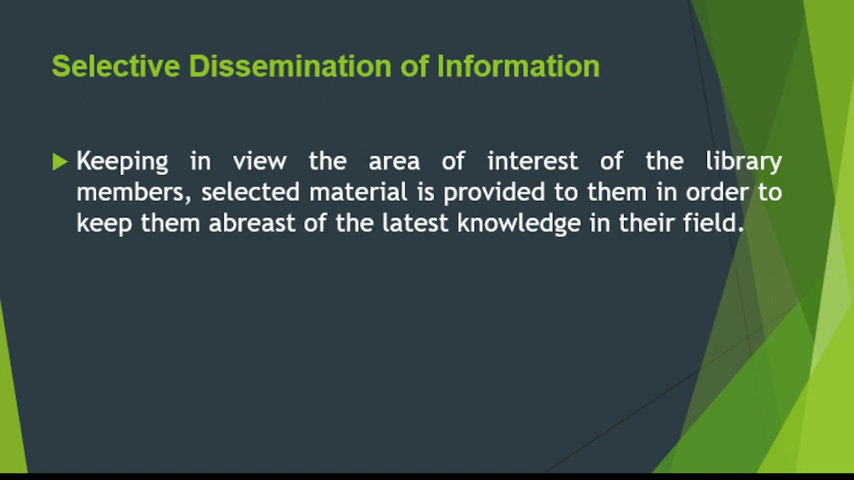 Selective Dissemination of Information
Keeping in view the area of interest of the library
members, selected material is provided to them in order to
keep them abreast of the latest knowledge in their field.